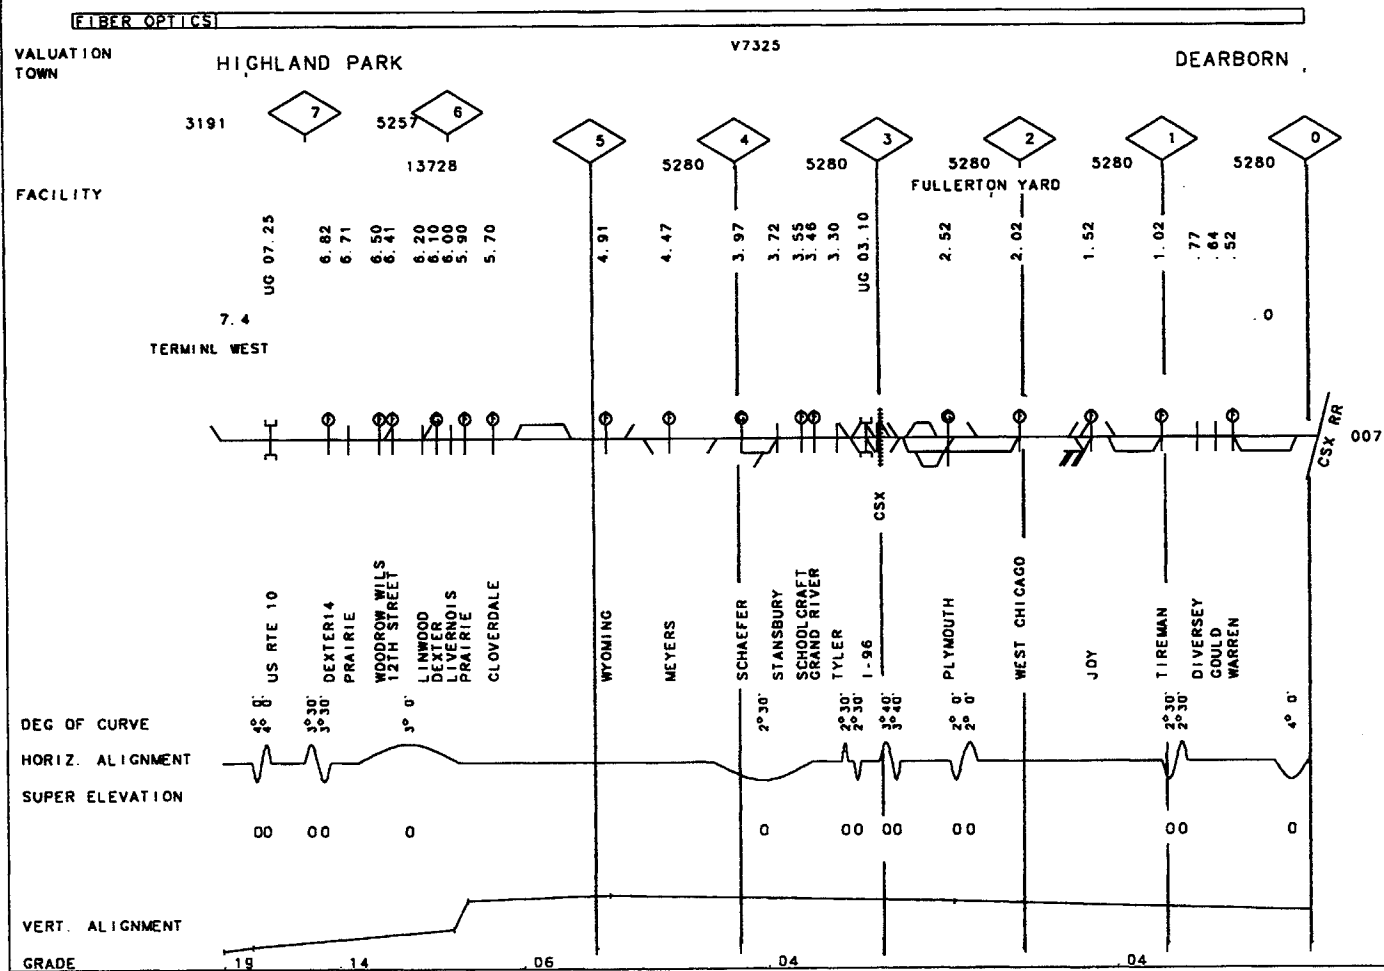 FIBER OPTICS
VALUATION V7325
TOWN HIGHLAND PARK DEARBORN
7 6 5 4 3 2 1 0
3191 5257 5280 5280 5280 5280 5280
13728
FULLERTON YARD
FACILITY
UG 07.25 6.82 6.71 6.50 6.41 6.20 6.10 6.00 5.90 5.70 4.91 4.47 3.97 3.72 3.55 3.46 3.30 UG 03.10 2.52 2.02 1.52 1.02 .77 .64 .52
7.4 .0
TERMINL WEST
CSX RR 007
CSX
US RTE 10
DEXTER14
PRAIRIE
WOODROW WILS
12TH STREET
LINWOOD
DEXTER
LIVERNOIS
PRAIRIE
CLOVERDALE
WYOMING
MEYERS
SCHAEFER
STANSBURY
SCHOOLCRAFT
GRAND RIVER
TYLER
I-96
PLYMOUTH
WEST CHICAGO
JOY
TIREMAN
DIVERSEY
GOULD
WARREN
DEG OF CURVE 4° 0' 4° 0' 3°30' 3°30' 3° 0' 2°30' 2°30' 2°30' 3°40' 3°40' 2° 0' 2° 0' 2°30' 2°30' 4° 0'
HORIZ. ALIGNMENT
SUPER ELEVATION
00 00 0 0 00 00 00 00 0
VERT. ALIGNMENT
GRADE .19 .14 .06 .04 .04